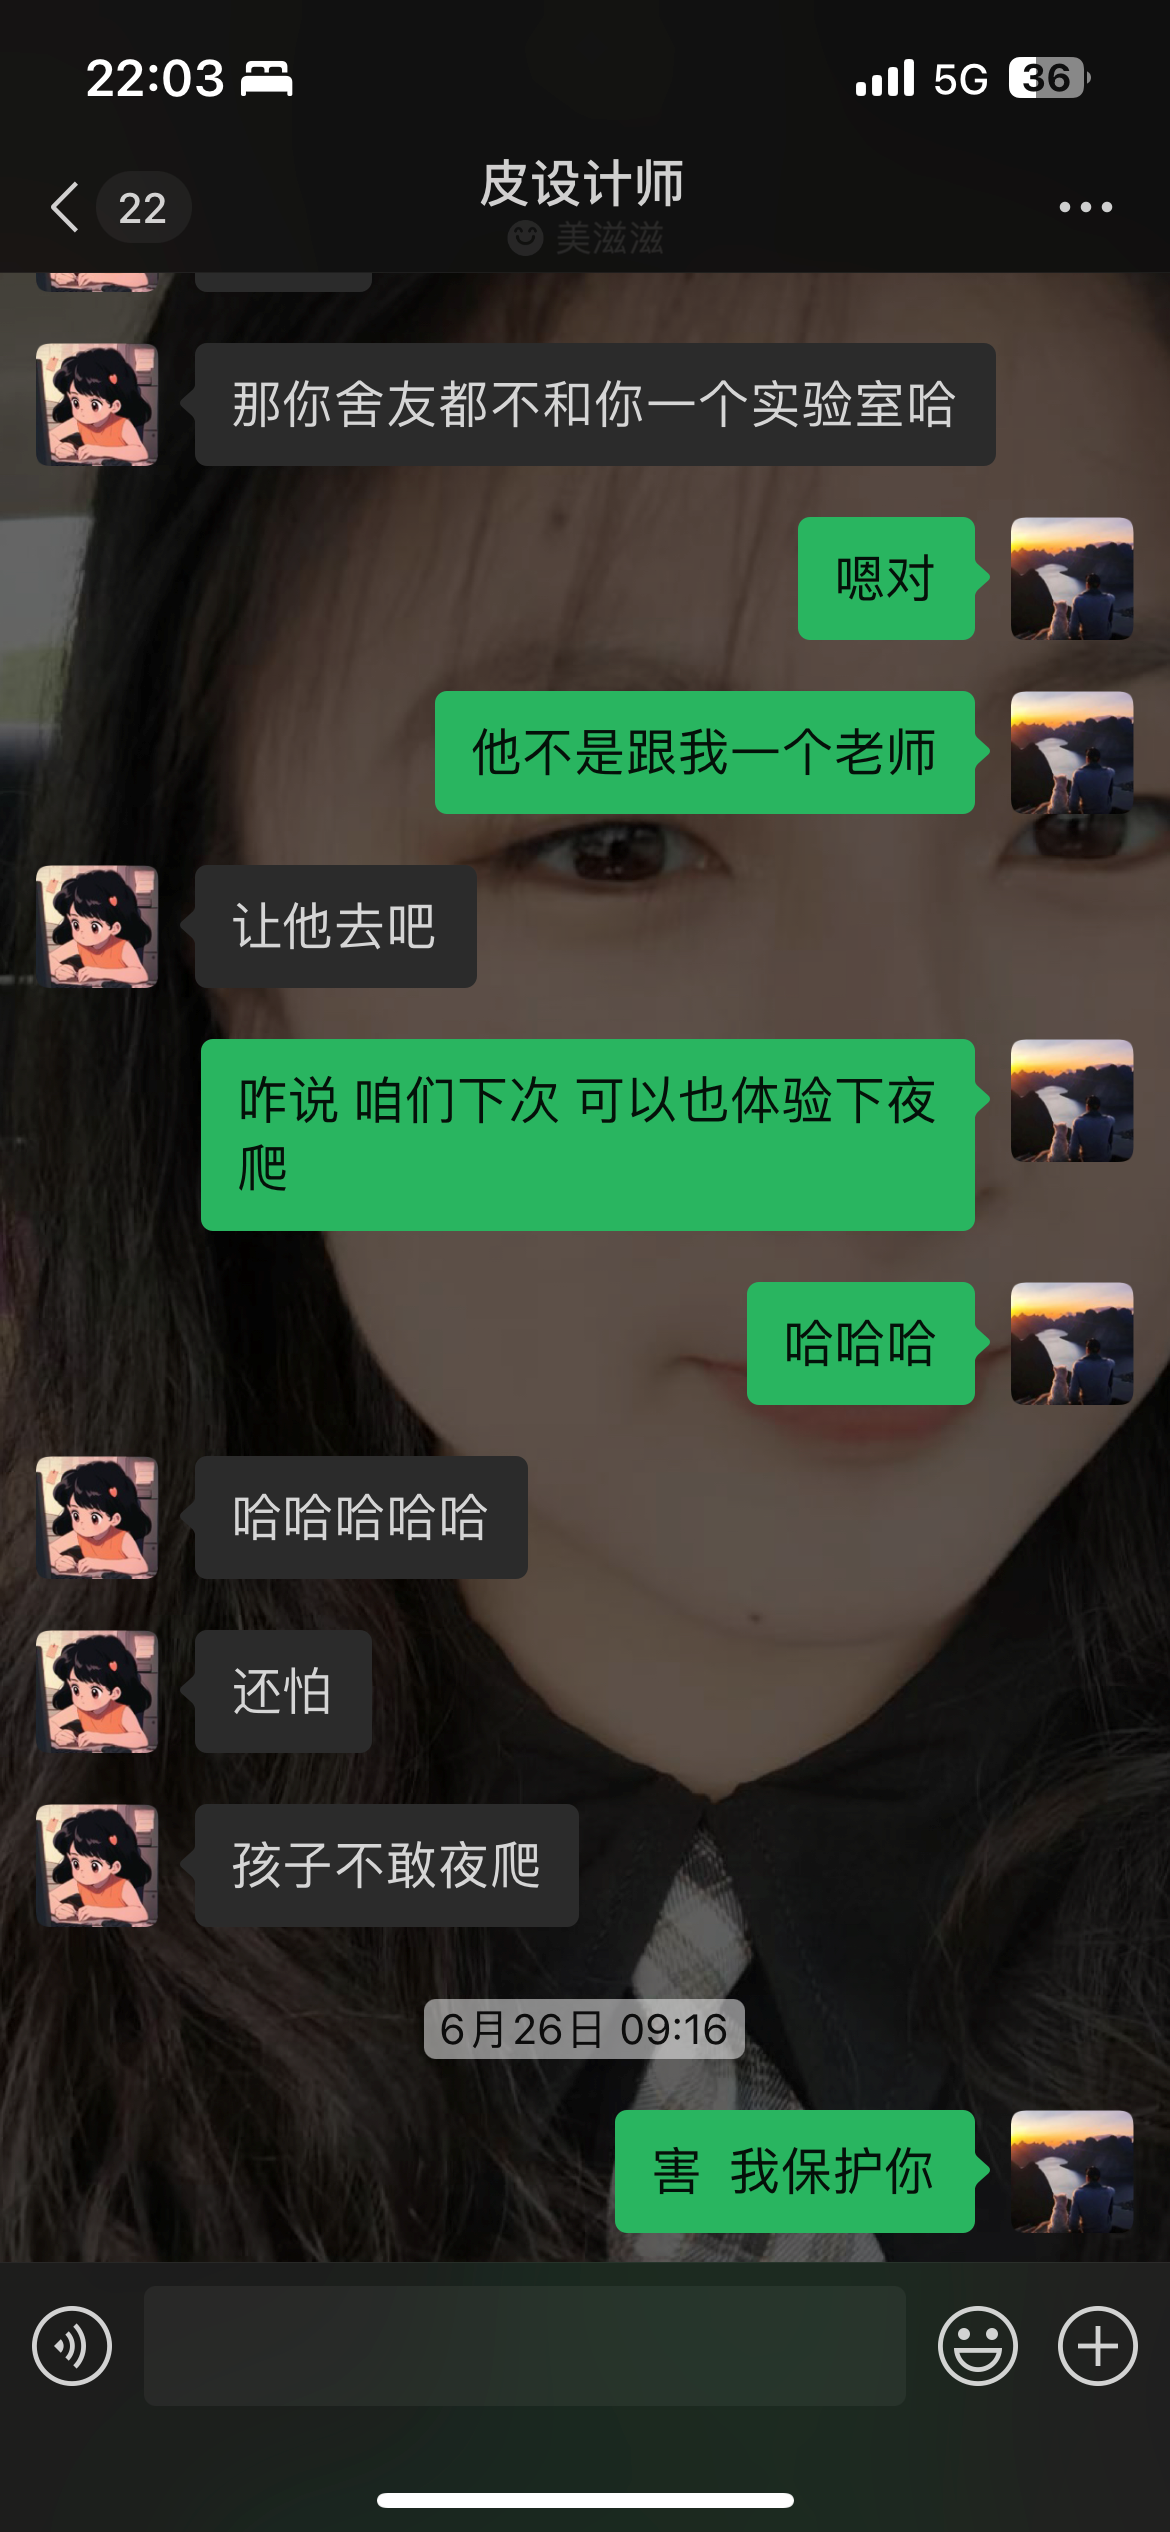 22:03
5G
36
22
皮设计师
美滋滋
那你舍友都不和你一个实验室哈
嗯对
他不是跟我一个老师
让他去吧
咋说 咱们下次 可以也体验下夜
爬
哈哈哈
哈哈哈哈哈
还怕
孩子不敢夜爬
6月26日 09:16
害 我保护你